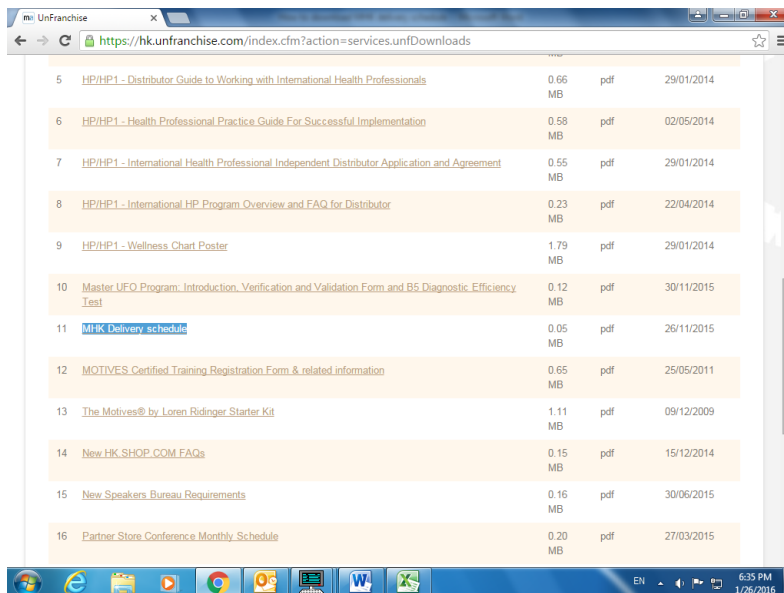 UnFranchise
https://hk.unfranchise.com/index.cfm?action=services.unfDownloads
5 HP/HP1 - Distributor Guide to Working with International Health Professionals 0.66 MB pdf 29/01/2014
6 HP/HP1 - Health Professional Practice Guide For Successful Implementation 0.58 MB pdf 02/05/2014
7 HP/HP1 - International Health Professional Independent Distributor Application and Agreement 0.55 MB pdf 29/01/2014
8 HP/HP1 - International HP Program Overview and FAQ for Distributor 0.23 MB pdf 22/04/2014
9 HP/HP1 - Wellness Chart Poster 1.79 MB pdf 29/01/2014
10 Master UFO Program: Introduction, Verification and Validation Form and B5 Diagnostic Efficiency 0.12 MB pdf 30/11/2015
Test
11 MHK Delivery schedule 0.05 MB pdf 26/11/2015
12 MOTIVES Certified Training Registration Form & related information 0.65 MB pdf 25/05/2011
13 The Motives® by Loren Ridinger Starter Kit 1.11 MB pdf 09/12/2009
14 New HK.SHOP.COM FAQs 0.15 MB pdf 15/12/2014
15 New Speakers Bureau Requirements 0.16 MB pdf 30/06/2015
16 Partner Store Conference Monthly Schedule 0.20 MB pdf 27/03/2015
EN 6:35 PM
1/26/2016